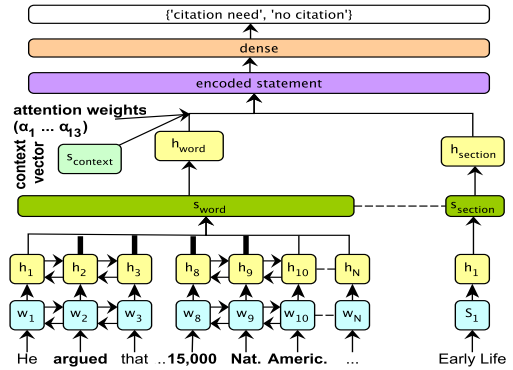 {'citation need', 'no citation'}
dense
encoded statement
attention weights
(α1 ... α13)
context
vector
scontext
hword
hsection
sword
ssection
h1 h2 h3 h8 h9 h10 hN h1
w1 w2 w3 w8 w9 w10 wN S1
He argued that ..15,000 Nat. Americ. ... Early Life